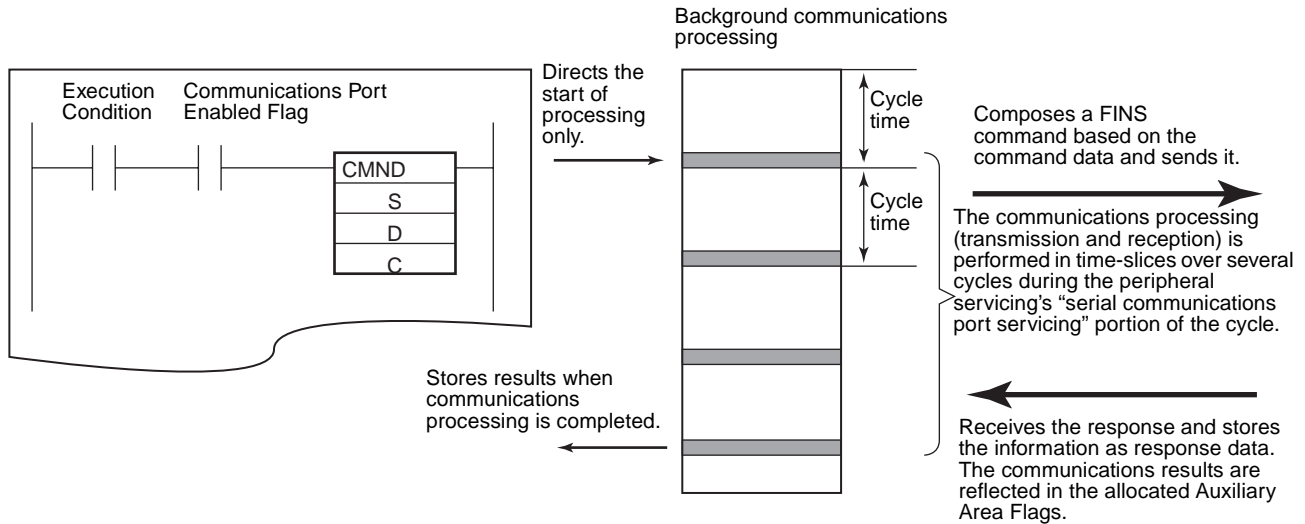 Background communications
processing
Execution
Condition
Communications Port
Enabled Flag
CMND
S
D
C
Directs the
start of
processing
only.
Cycle
time
Cycle
time
Composes a FINS
command based on the
command data and sends it.
The communications processing
(transmission and reception) is
performed in time-slices over several
cycles during the peripheral
servicing's “serial communications
port servicing” portion of the cycle.
Stores results when
communications
processing is completed.
Receives the response and stores
the information as response data.
The communications results are
reflected in the allocated Auxiliary
Area Flags.